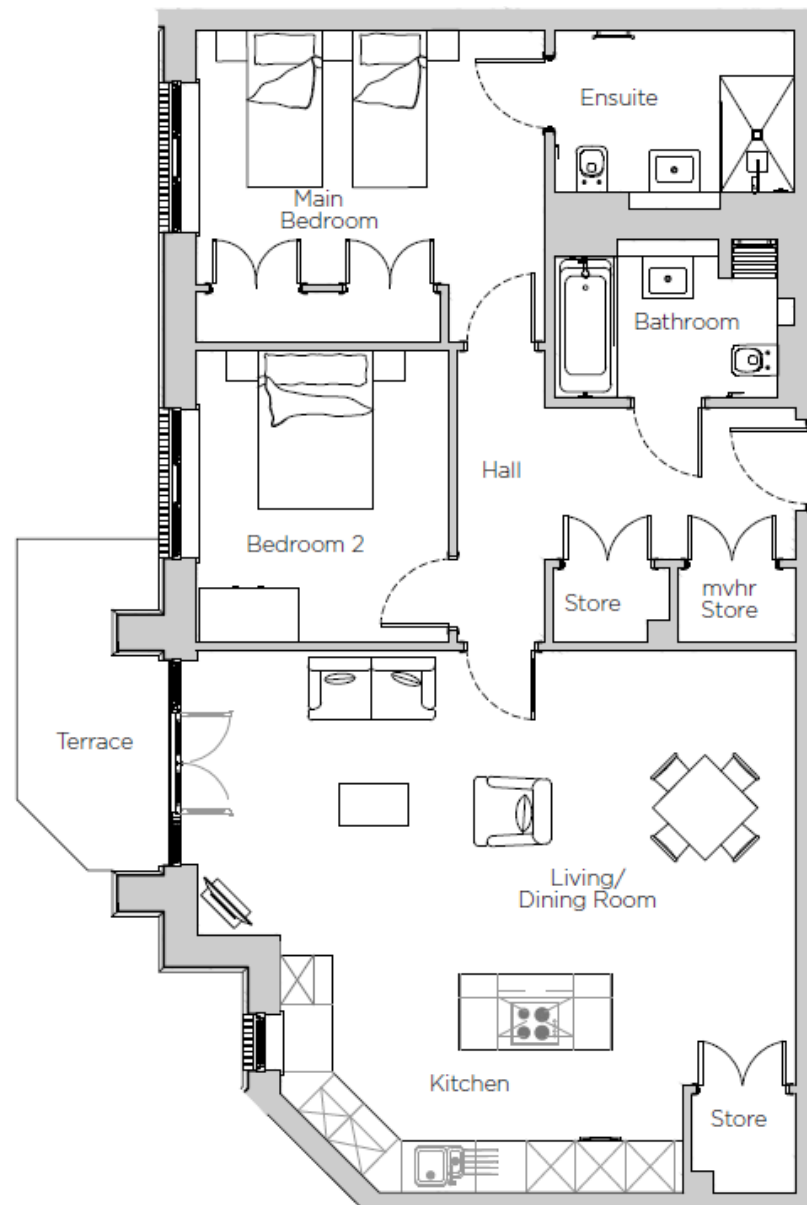 Ensuite
Main
Bedroom
Bathroom
Hall
Bedroom 2
Store
mvhr
Store
Terrace
Living/
Dining Room
Kitchen
Store